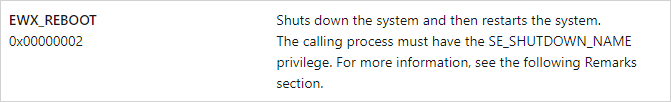 EWX_REBOOT
0x00000002
Shuts down the system and then restarts the system.
The calling process must have the SE_SHUTDOWN_NAME
privilege. For more information, see the following Remarks
section.